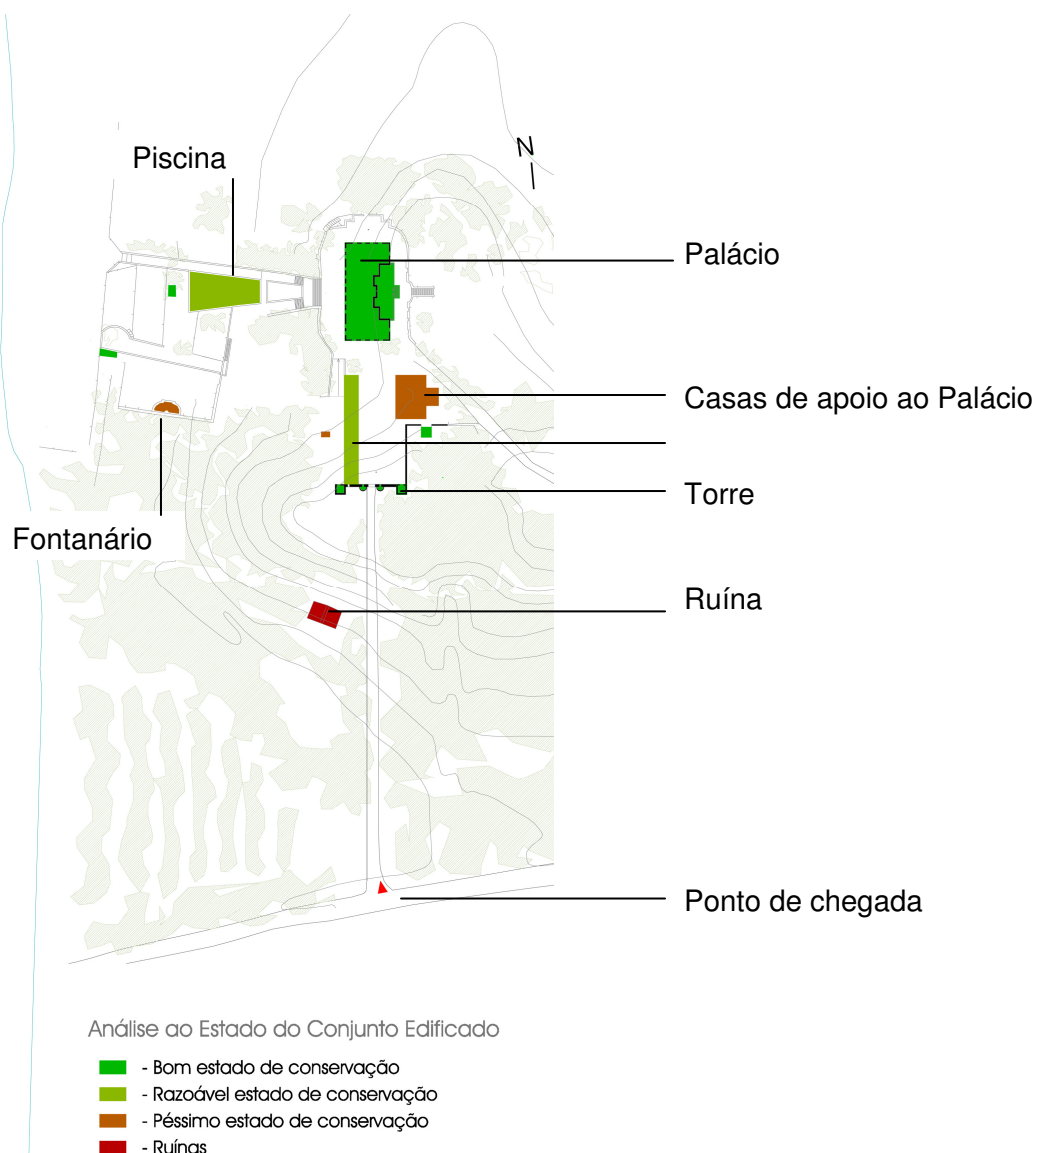 N
Piscina
Palácio
Casas de apoio ao Palácio
Torre
Fontanário
Ruína
Ponto de chegada
Análise ao Estado do Conjunto Edificado
- Bom estado de conservação
- Razoável estado de conservação
- Péssimo estado de conservação
- Ruínas